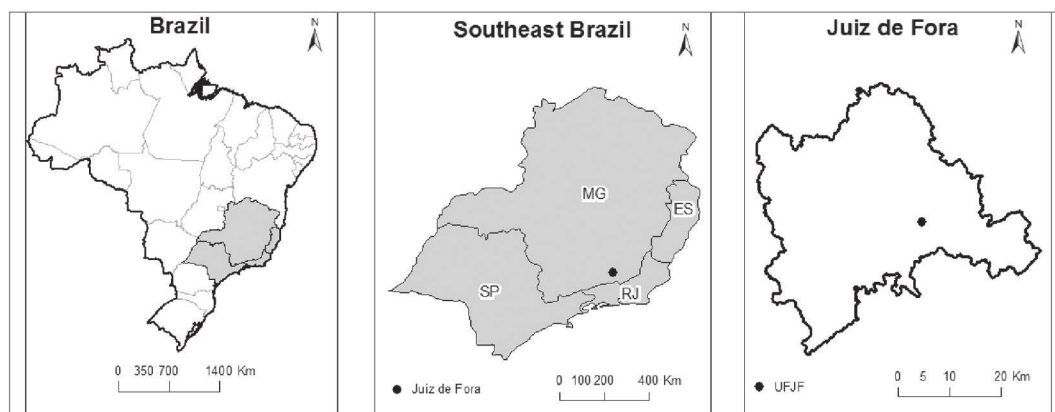 Brazil
N
0 350 700 1400 Km
Southeast Brazil
N
MG
ES
SP
RJ
Juiz de Fora
0 100 200 400 Km
Juiz de Fora
N
UFJF
0 5 10 20 Km